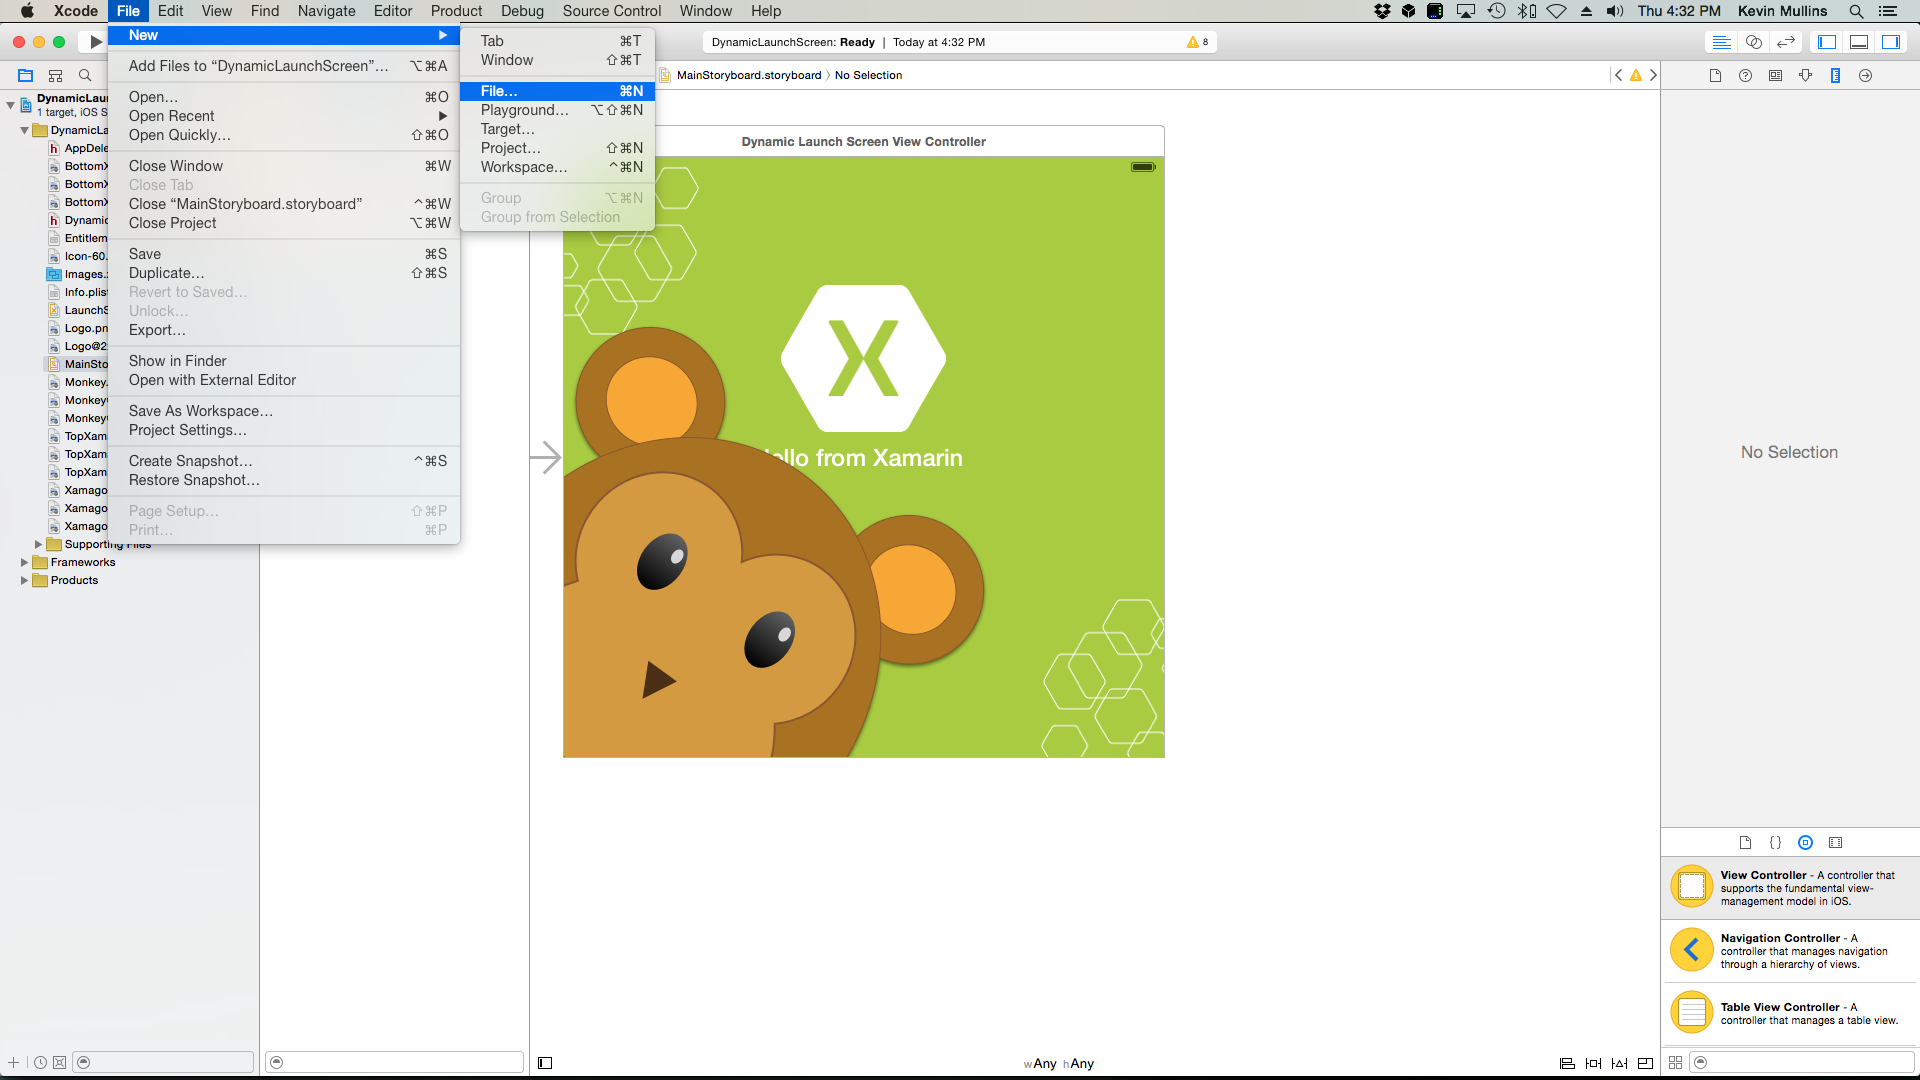 Xcode File Edit View Find Navigate Editor Product Debug Source Control Window Help Thu 4:32 PM Kevin Mullins
DynamicLaunchScreen: Ready | Today at 4:32 PM 8
MainStoryboard.storyboard 〉 No Selection
DynamicLau
1 target, iOS S
DynamicLa
AppDele
BottomX
BottomX
BottomX
Dynamic
Entitlem
Icon-60.
Images.
Info.plist
LaunchS
Logo.pn
Logo@2
MainSto
Monkey
Monkey
Monkey
TopXam
TopXam
TopXam
Xamago
Xamago
Xamago
Supporting Files
Frameworks
Products
New
Add Files to “DynamicLaunchScreen”… ⌥⌘A
Open… ⌘O
Open Recent
Open Quickly… ⇧⌘O
Close Window ⌘W
Close Tab
Close “MainStoryboard.storyboard” ^⌘W
Close Project ⌥⌘W
Save ⌘S
Duplicate… ⇧⌘S
Revert to Saved…
Unlock…
Export…
Show in Finder
Open with External Editor
Save As Workspace…
Project Settings…
Create Snapshot… ^⌘S
Restore Snapshot…
Page Setup… ⇧⌘P
Print… ⌘P
Tab ⌘T
Window ⇧⌘T
File… ⌘N
Playground… ⌥⇧⌘N
Target…
Project… ⇧⌘N
Workspace… ^⌘N
Group ⌥⌘N
Group from Selection
Dynamic Launch Screen View Controller
X
ello from Xamarin
wAny hAny
No Selection
{ }
View Controller - A controller that
supports the fundamental view-
management model in iOS.
Navigation Controller - A
controller that manages navigation
through a hierarchy of views.
Table View Controller - A
controller that manages a table view.